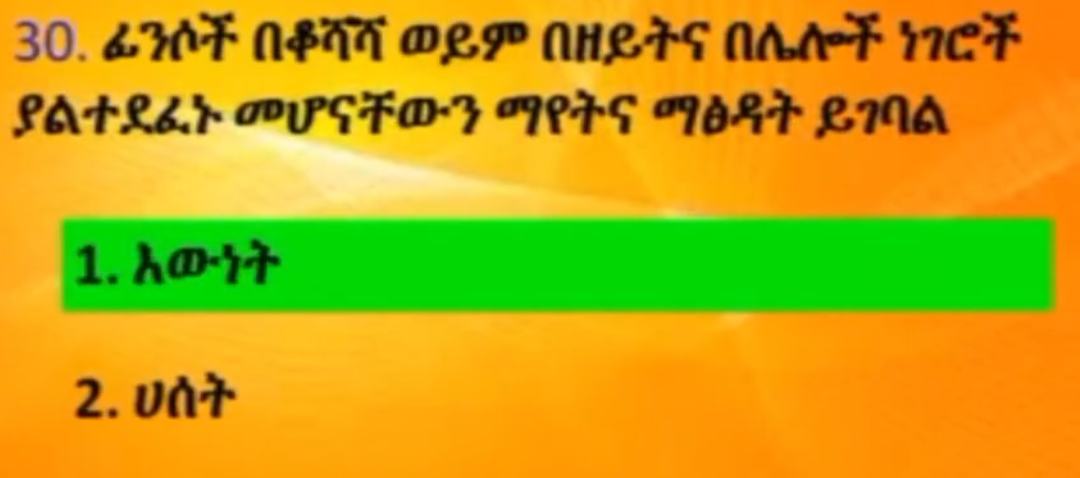 30. ፊንሶች በቆሻሻ ወይም በዘይትና በሌሎች ነገሮች
ያልተደፈኑ መሆናቸውን ማየትና ማፅዳት ይገባል
1. እውነት
2. ሀሰት